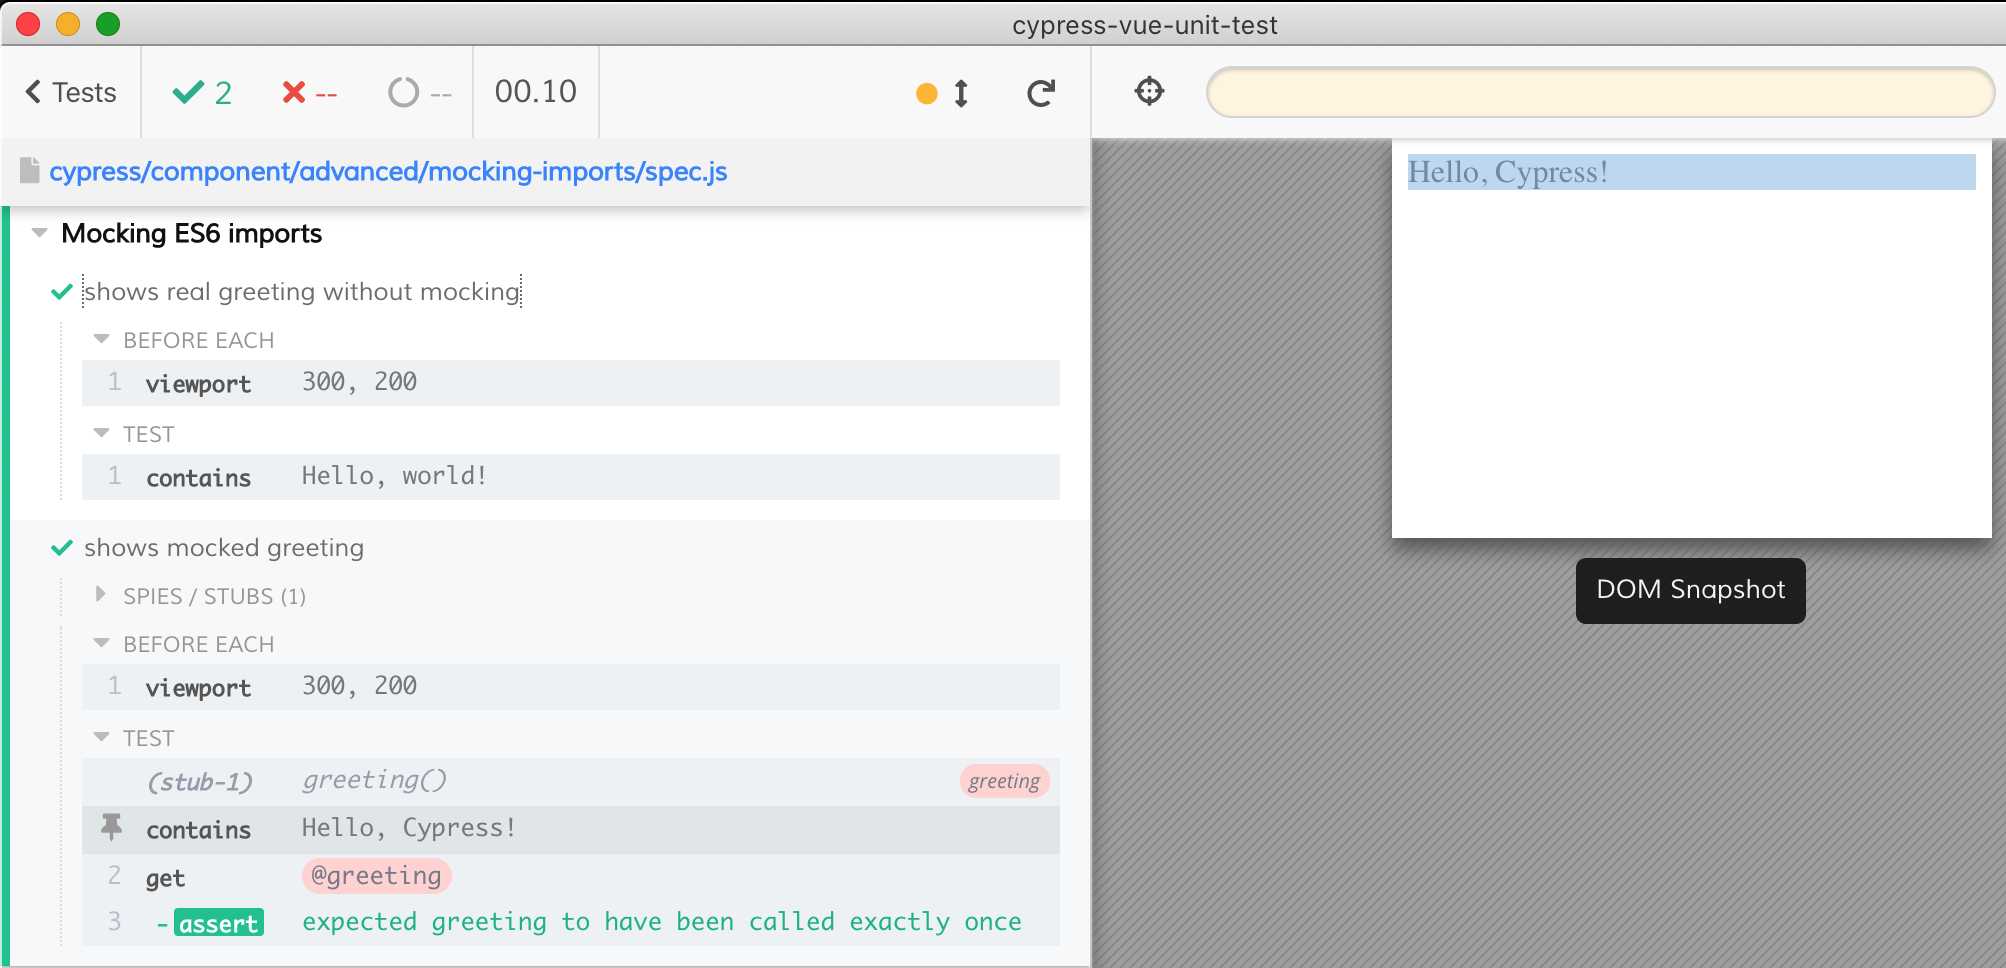 cypress-vue-unit-test
Tests 2 -- -- 00.10
cypress/component/advanced/mocking-imports/spec.js
Mocking ES6 imports
shows real greeting without mocking
BEFORE EACH
1 viewport 300, 200
TEST
1 contains Hello, world!
shows mocked greeting
SPIES / STUBS (1)
BEFORE EACH
1 viewport 300, 200
TEST
(stub-1) greeting() greeting
contains Hello, Cypress!
2 get @greeting
3 -assert expected greeting to have been called exactly once
Hello, Cypress!
DOM Snapshot